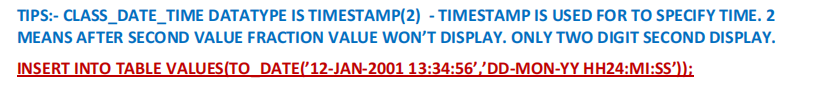 TIPS:- CLASS_DATE_TIME DATATYPE IS TIMESTAMP(2)  - TIMESTAMP IS USED FOR TO SPECIFY TIME. 2
MEANS AFTER SECOND VALUE FRACTION VALUE WON’T DISPLAY. ONLY TWO DIGIT SECOND DISPLAY.
INSERT INTO TABLE VALUES(TO_DATE(’12-JAN-2001 13:34:56’,’DD-MON-YY HH24:MI:SS’));